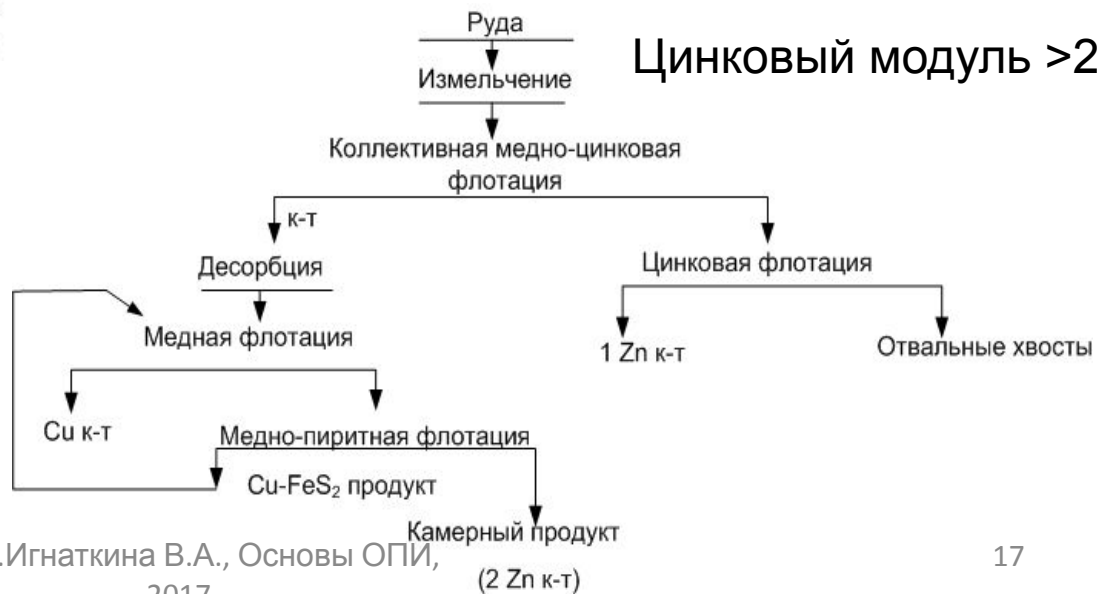 Руда
Цинковый модуль >2
Измельчение
Коллективная медно-цинковая
флотация
к-т
Десорбция
Цинковая флотация
Медная флотация
1 Zn к-т
Отвальные хвосты
Cu к-т
Медно-пиритная флотация
Cu-FeS₂ продукт
Камерный продукт
(2 Zn к-т)
.Игнаткина В.А., Основы ОПИ,
2017
17